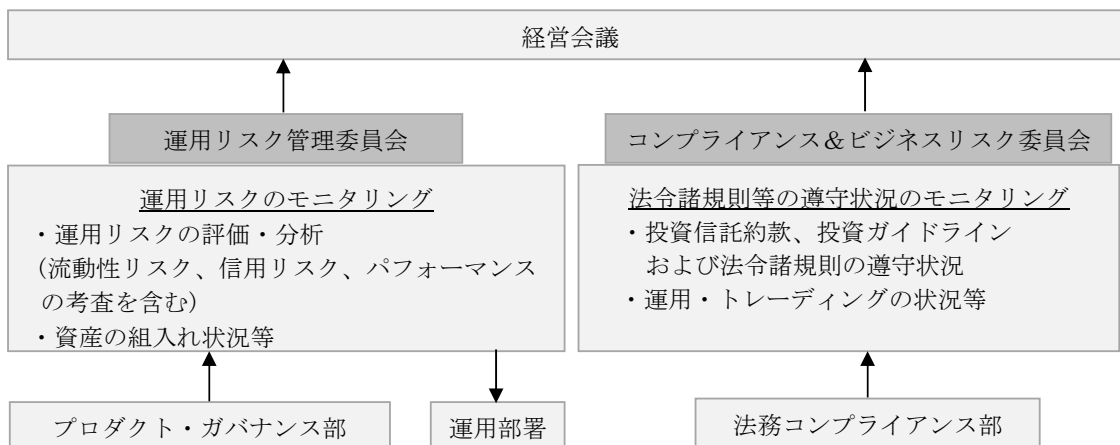 経営会議
運用リスク管理委員会
運用リスクのモニタリング
・運用リスクの評価・分析
(流動性リスク、信用リスク、パフォーマンス
の考査を含む)
・資産の組入れ状況等
コンプライアンス&ビジネスリスク委員会
法令諸規則等の遵守状況のモニタリング
・投資信託約款、投資ガイドライン
および法令諸規則の遵守状況
・運用・トレーディングの状況等
プロダクト・ガバナンス部
運用部署
法務コンプライアンス部